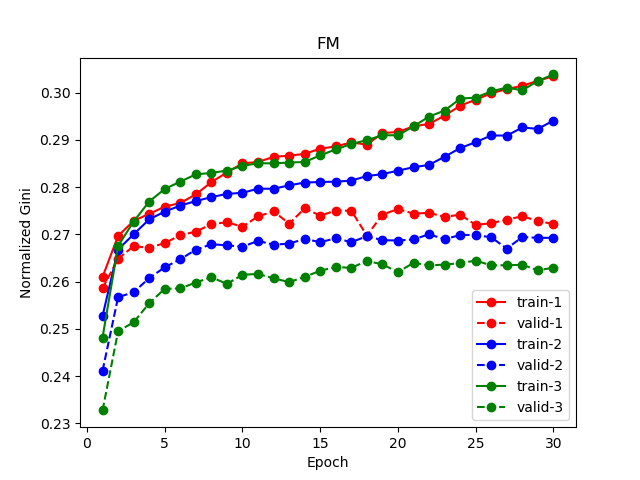 FM
Normalized Gini
0.30
0.29
0.28
0.27
0.26
0.25
0.24
0.23
0 5 10 15 20 25 30
Epoch
train-1
valid-1
train-2
valid-2
train-3
valid-3